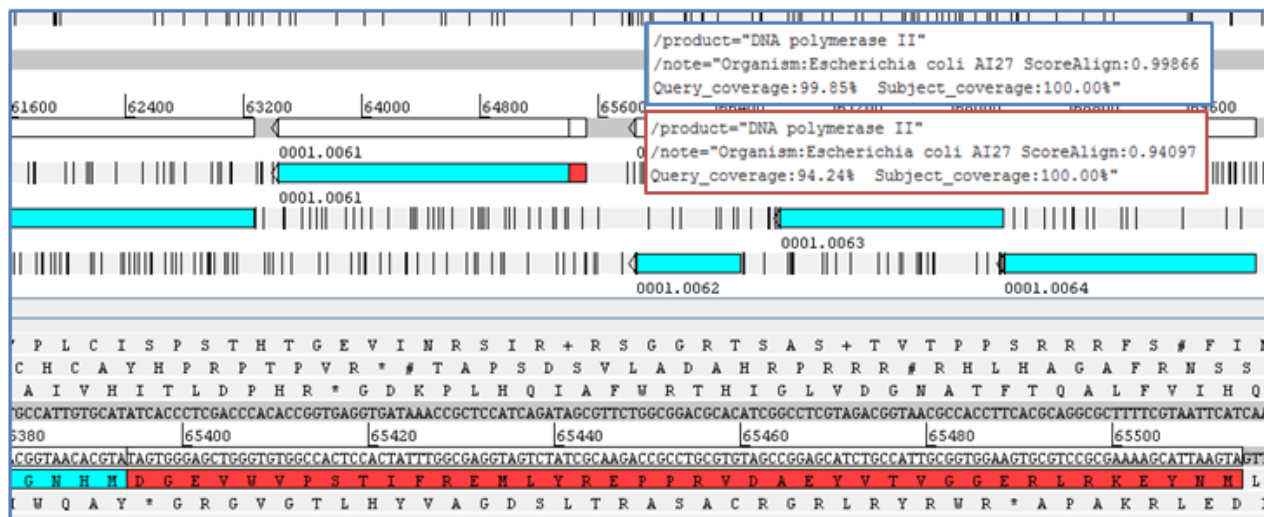 /product="DNA polymerase II"
/note="Organism:Escherichia coli AI27 ScoreAlign:0.99866
Query_coverage:99.85% Subject_coverage:100.00%"
61600 62400 63200 64000 64800 65600
/product="DNA polymerase II"
/note="Organism:Escherichia coli AI27 ScoreAlign:0.94097
Query_coverage:94.24% Subject_coverage:100.00%"
0001.0061
0001.0061
0001.0063
0001.0062 0001.0064
P L C I S P S T H T G E V I N R S I R + R S G G R T S A S + T V T P P S R R R F S # F I N
C H C A Y H P R P T P V R * # T A P S D S V L A D A H R P R R R # R H L H A G A F R N S S
A I V H I T L D P H R * G D K P L H Q I A F W R T H I G L V D G N A T F T Q A L F V I H Q
TGCCATTGTGCATATCACCCTCGACCCACACCGGTGAGGTGATAAACCGCTCCATCAGATAGCGTTCTGGCGGACGCACATCGGCCTCGTAGACGGTAACGCCACCTTCACGCAGGCGCTTTTCGTAATTCATCAA
65380 65400 65420 65440 65460 65480 65500
ACGGTAACACGTATAGTGGGAGCTGGGTGTGGCCACTCCACTATTTGGCGAGGTAGTCTATCGCAAGACCGCCTGCGTGTAGCCGGAGCATCTGCCATTGCGGTGGAAGTGCGTCCGCGAAAAGCATTAAGTAGTT
G N H M D G E V W V P S T I F R E M L Y R E P P R V D A E Y T V G G E R L R K E Y N M L
W Q A Y * G R G V G T L H Y V A G D S L T R A S A C R G R L R Y R W R * A P A K R L E D